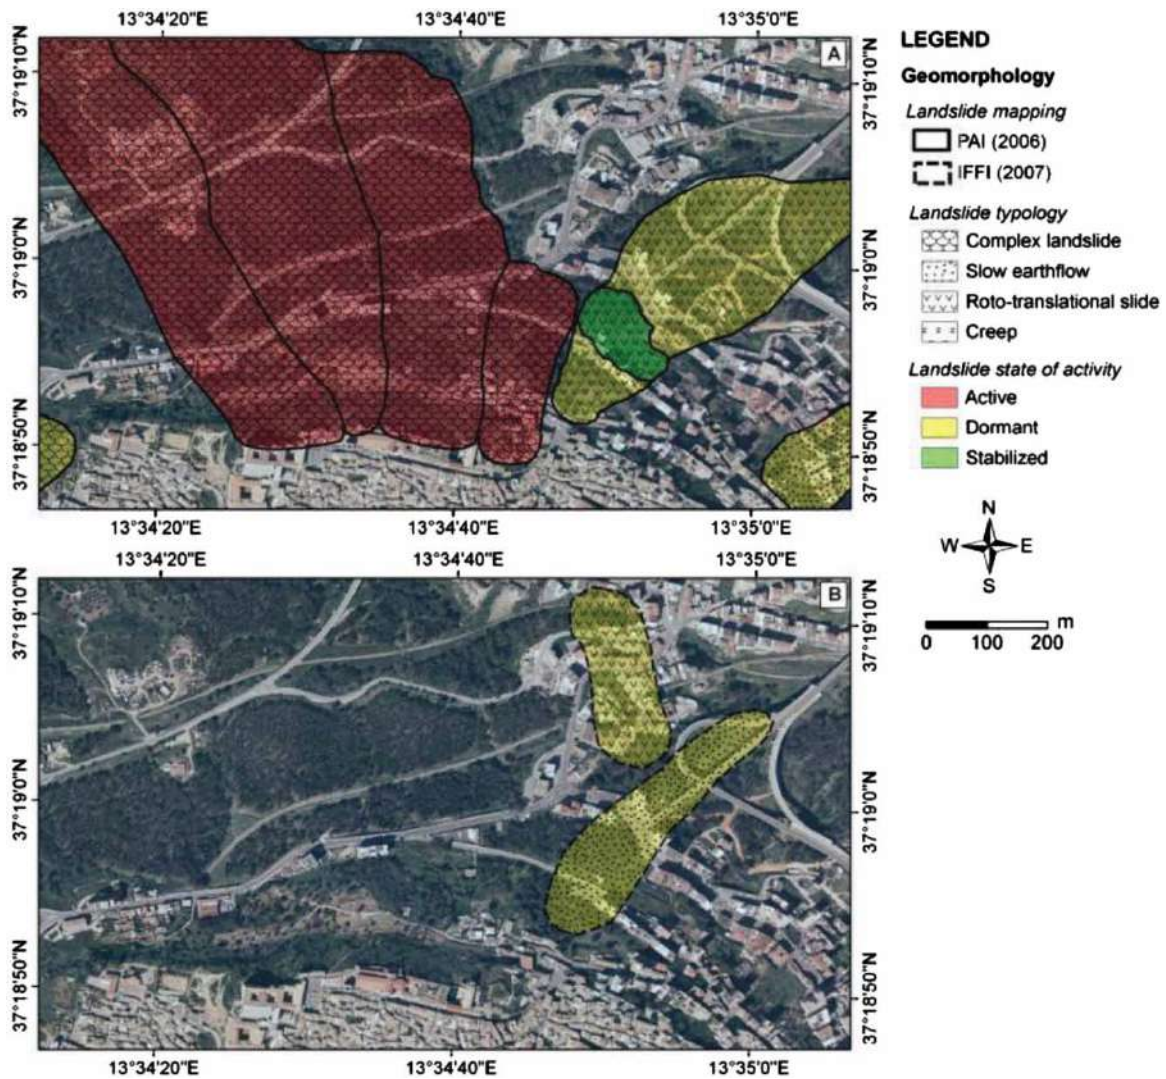 13°34'20"E 13°34'40"E 13°35'0"E
A
37°19'10"N 37°19'10"N
37°19'0"N 37°19'0"N
37°18'50"N 37°18'50"N
13°34'20"E 13°34'40"E 13°35'0"E
LEGEND
Geomorphology
Landslide mapping
PAI (2006)
IFFI (2007)
Landslide typology
Complex landslide
Slow earthflow
Roto-translational slide
Creep
Landslide state of activity
Active
Dormant
Stabilized
N
W E
S
0 100 200 m
13°34'20"E 13°34'40"E 13°35'0"E
B
37°19'10"N 37°19'10"N
37°19'0"N 37°19'0"N
37°18'50"N 37°18'50"N
13°34'20"E 13°34'40"E 13°35'0"E